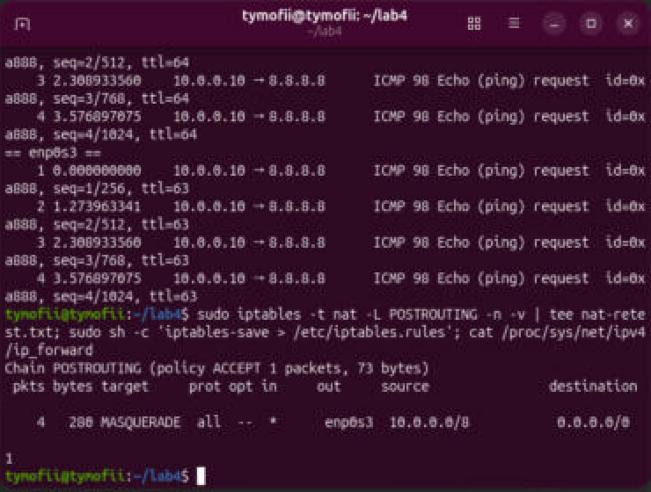 tymofii@tymofii: ~/lab4
~/lab4
a888, seq=2/512, ttl=64
3 2.308933560 10.0.0.10 → 8.8.8.8 ICMP 98 Echo (ping) request id=0x
a888, seq=3/768, ttl=64
4 3.576897075 10.0.0.10 → 8.8.8.8 ICMP 98 Echo (ping) request id=0x
a888, seq=4/1024, ttl=64
== enp0s3 ==
1 0.000000000 10.0.0.10 → 8.8.8.8 ICMP 98 Echo (ping) request id=0x
a888, seq=1/256, ttl=63
2 1.273963341 10.0.0.10 → 8.8.8.8 ICMP 98 Echo (ping) request id=0x
a888, seq=2/512, ttl=63
3 2.308933560 10.0.0.10 → 8.8.8.8 ICMP 98 Echo (ping) request id=0x
a888, seq=3/768, ttl=63
4 3.576897075 10.0.0.10 → 8.8.8.8 ICMP 98 Echo (ping) request id=0x
a888, seq=4/1024, ttl=63
tymofii@tymofii:~/lab4$ sudo iptables -t nat -L POSTROUTING -n -v | tee nat-rete
st.txt; sudo sh -c 'iptables-save > /etc/iptables.rules'; cat /proc/sys/net/ipv4
/ip_forward
Chain POSTROUTING (policy ACCEPT 1 packets, 73 bytes)
pkts bytes target prot opt in out source destination
4 280 MASQUERADE all -- * enp0s3 10.0.0.0/8 0.0.0.0/0
1
tymofii@tymofii:~/lab4$